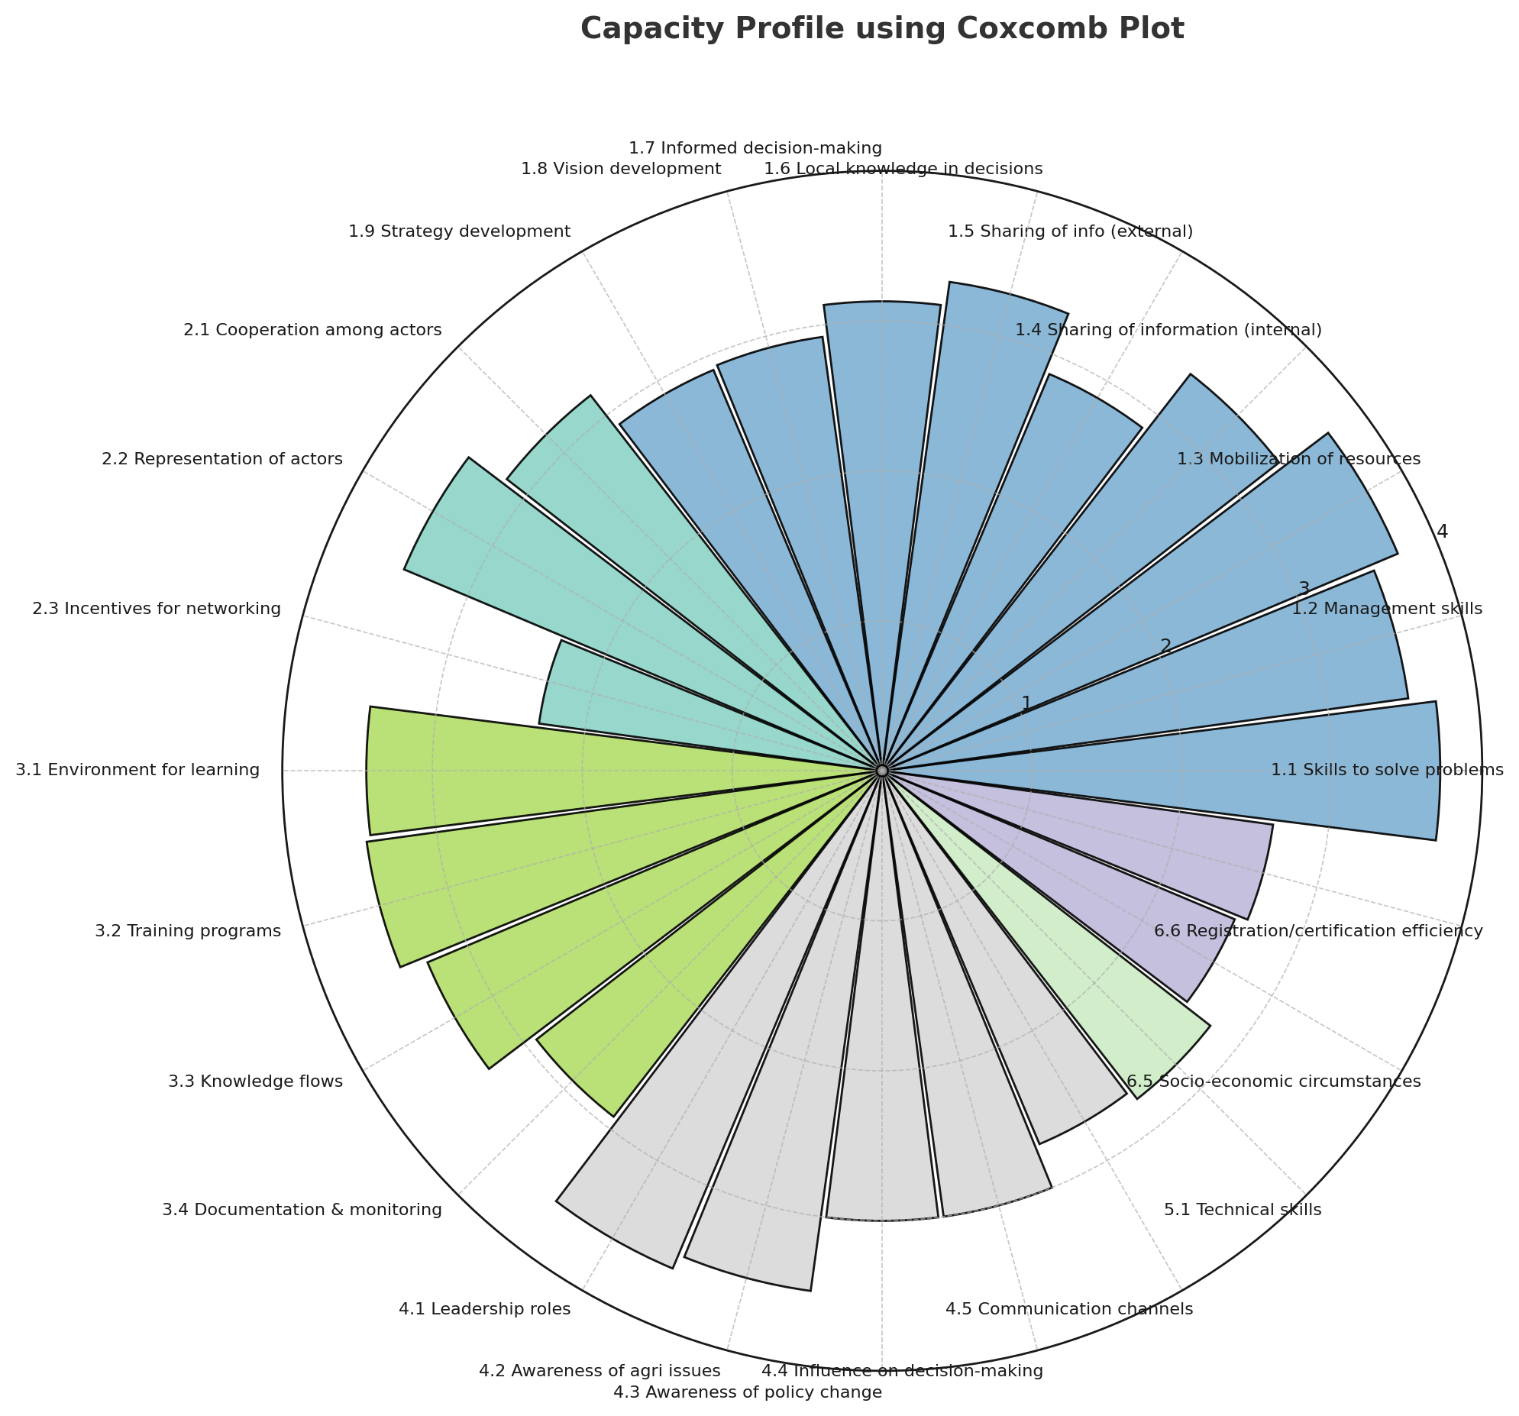 Capacity Profile using Coxcomb Plot
1.7 Informed decision-making
1.8 Vision development
1.6 Local knowledge in decisions
1.9 Strategy development
1.5 Sharing of info (external)
2.1 Cooperation among actors
1.4 Sharing of information (internal)
2.2 Representation of actors
1.3 Mobilization of resources
4
3
2.3 Incentives for networking
1.2 Management skills
2
1
3.1 Environment for learning
1.1 Skills to solve problems
3.2 Training programs
6.6 Registration/certification efficiency
3.3 Knowledge flows
6.5 Socio-economic circumstances
3.4 Documentation & monitoring
5.1 Technical skills
4.1 Leadership roles
4.5 Communication channels
4.2 Awareness of agri issues
4.4 Influence on decision-making
4.3 Awareness of policy change